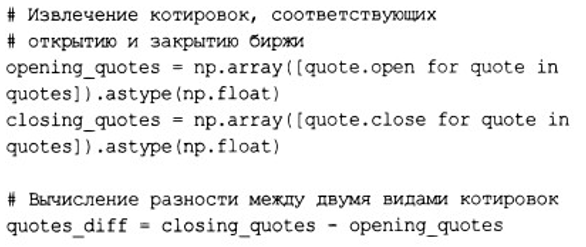 # Извлечение котировок, соответствующих
# открытию и закрытию биржи
opening_quotes = np.array([quote.open for quote in
quotes]).astype(np.float)
closing_quotes = np.array([quote.close for quote in
quotes]).astype(np.float)
# Вычисление разности между двумя видами котировок
quotes_diff = closing_quotes - opening_quotes